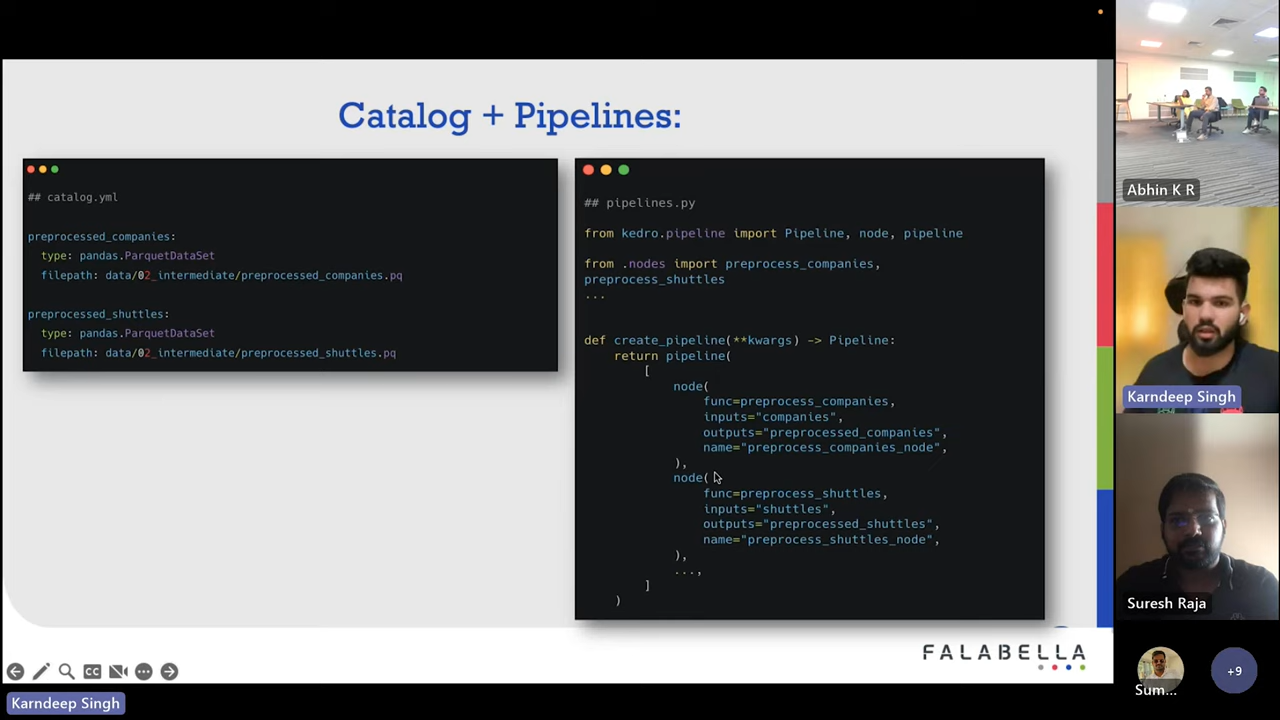 Catalog + Pipelines:
## catalog.yml
preprocessed_companies:
type: pandas.ParquetDataSet
filepath: data/02_intermediate/preprocessed_companies.pq
preprocessed_shuttles:
type: pandas.ParquetDataSet
filepath: data/02_intermediate/preprocessed_shuttles.pq
## pipelines.py
from kedro.pipeline import Pipeline, node, pipeline
from .nodes import preprocess_companies,
preprocess_shuttles
...
def create_pipeline(**kwargs) -> Pipeline:
return pipeline(
[
node(
func=preprocess_companies,
inputs="companies",
outputs="preprocessed_companies",
name="preprocess_companies_node",
),
node(
func=preprocess_shuttles,
inputs="shuttles",
outputs="preprocessed_shuttles",
name="preprocess_shuttles_node",
),
...,
]
)
FALABELLA
CC
Karndeep Singh
Abhin K R
Karndeep Singh
Suresh Raja
Sum...
+9